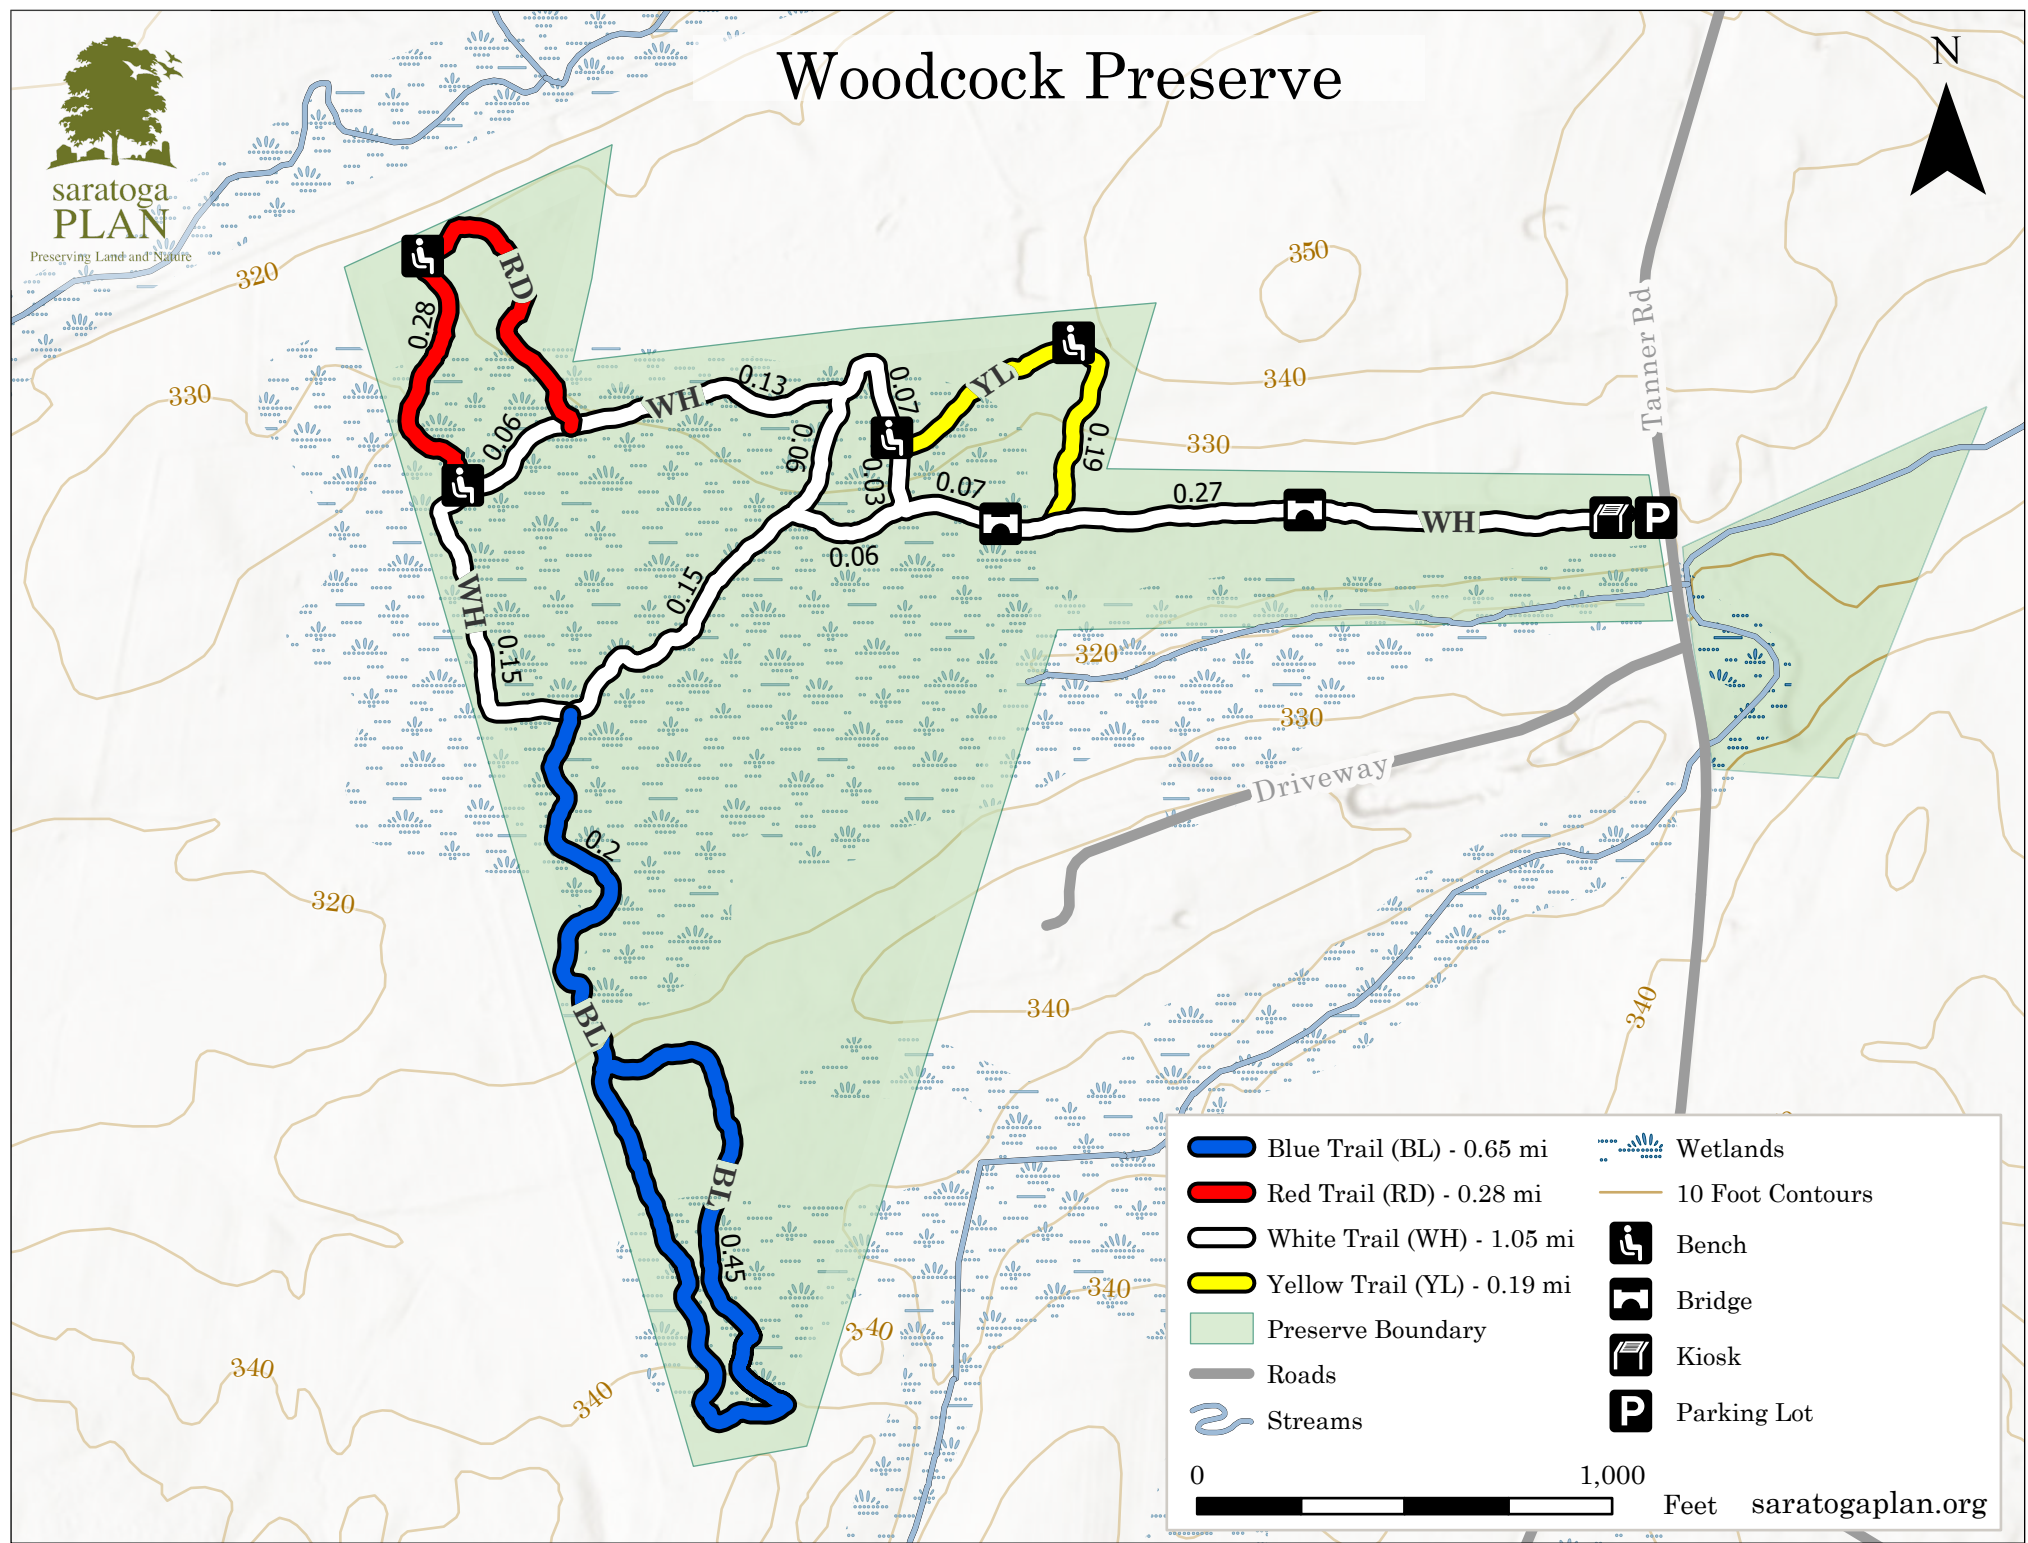 Woodcock Preserve
N
saratoga
PLAN
Preserving Land and Nature
320
350
RD
0.28
Tanner Rd
330
340
WH
0.13
0.07
YL
0.06
0.06
0.19
330
0.03
0.07
0.27
WH
P
0.06
WH
0.15
0.15
320
330
Driveway
0.2
320
340
340
BL
BL
0.45
340
340
340
340
Blue Trail (BL) - 0.65 mi
Red Trail (RD) - 0.28 mi
White Trail (WH) - 1.05 mi
Yellow Trail (YL) - 0.19 mi
Preserve Boundary
Roads
Streams
Wetlands
10 Foot Contours
Bench
Bridge
Kiosk
P Parking Lot
0 1,000
Feet
saratogaplan.org